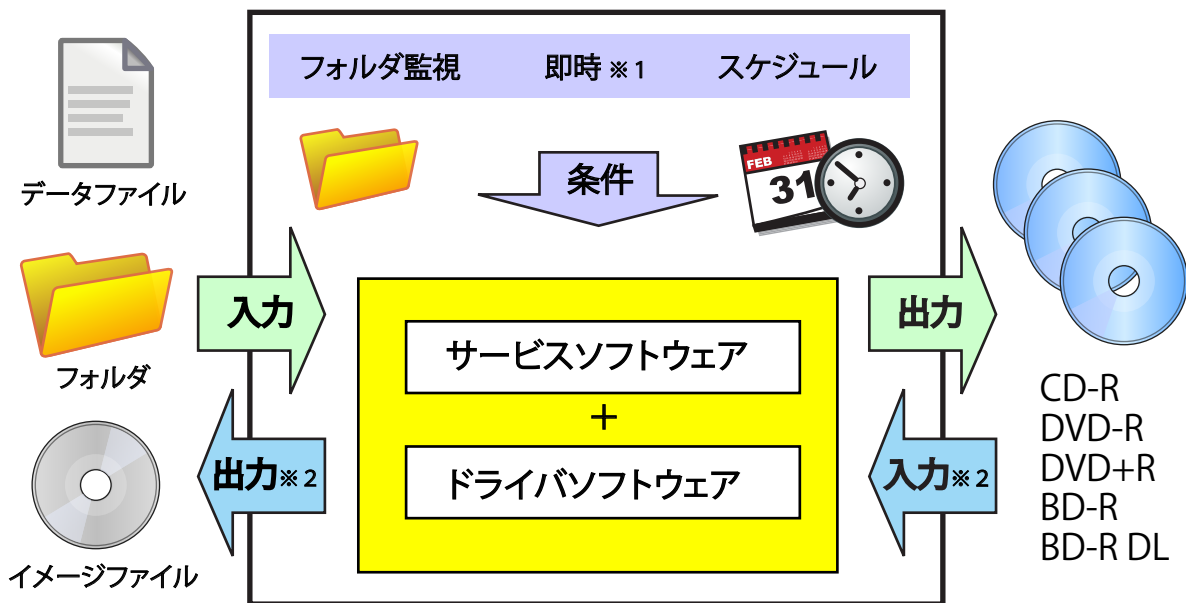 フォルダ監視 即時※1 スケジュール
データファイル
条件
FEB
31
フォルダ
入力
出力
サービスソフトウェア
+
ドライバソフトウェア
出力※2
入力※2
イメージファイル
CD-R
DVD-R
DVD+R
BD-R
BD-R DL